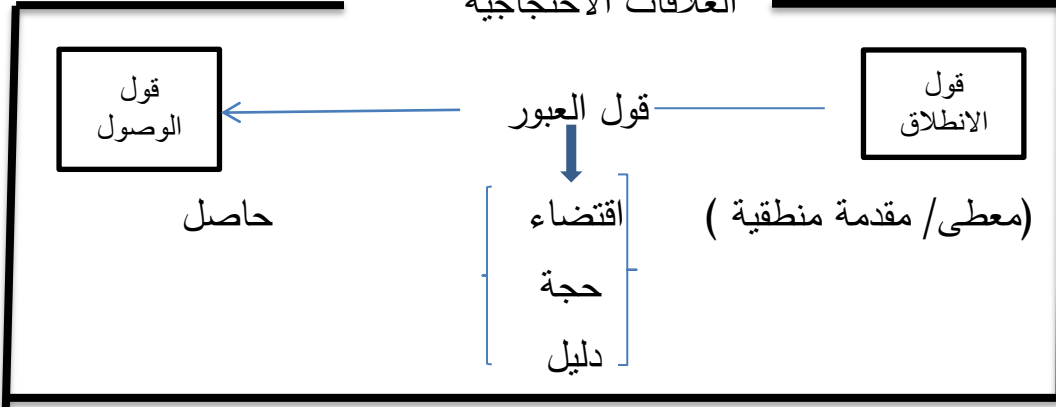 العلاقات الاحتجاجية
قول
الانطلاق
قول العبور
قول
الوصول
(معطى/ مقدمة منطقية )
اقتضاء
حجة
دليل
حاصل